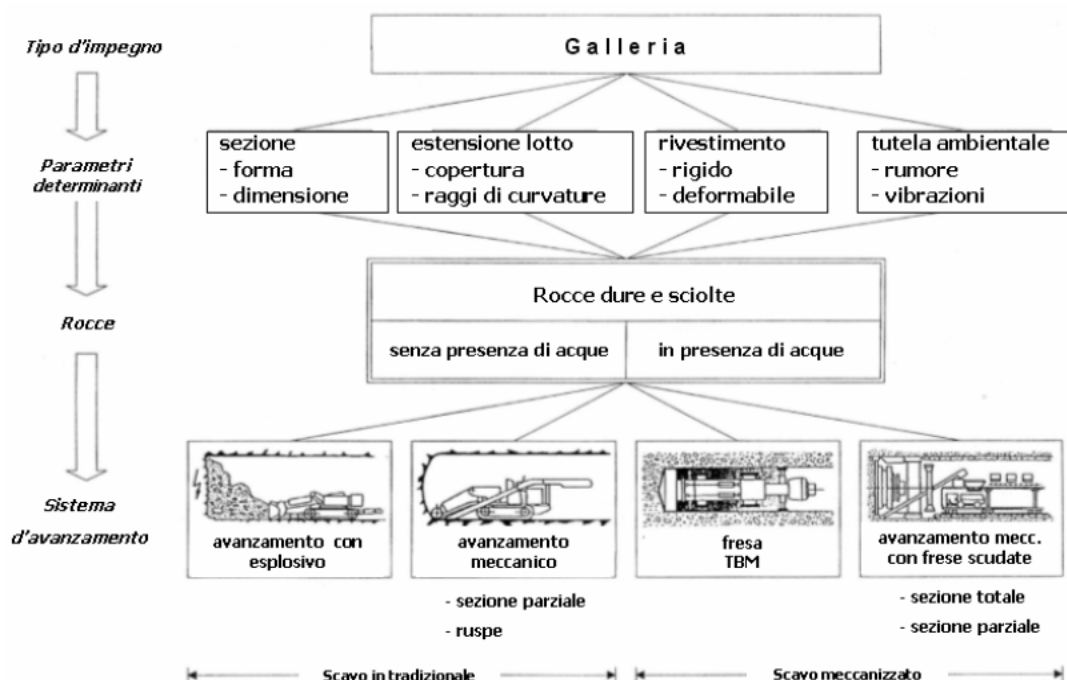 Tipo d'impegno
Galleria
Parametri
determinanti
sezione
- forma
- dimensione
estensione lotto
- copertura
- raggi di curvature
rivestimento
- rigido
- deformabile
tutela ambientale
- rumore
- vibrazioni
Rocce
Rocce dure e sciolte
senza presenza di acque
in presenza di acque
Sistema
d'avanzamento
avanzamento con
esplosivo
avanzamento
meccanico
fresa
TBM
avanzamento mecc.
con frese scudate
- sezione parziale
- ruspe
- sezione totale
- sezione parziale
Scavo in tradizionale
Scavo meccanizzato